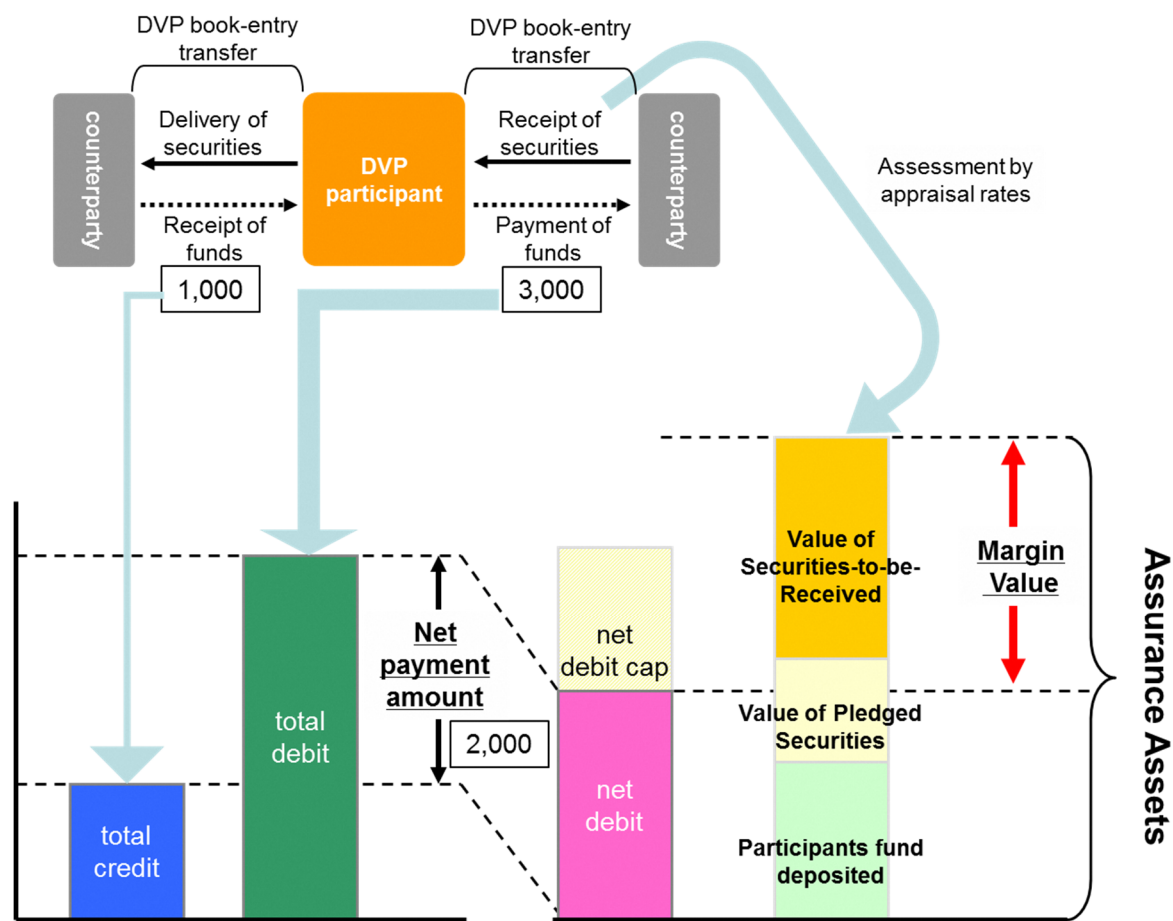 DVP book-entry
transfer
DVP book-entry
transfer
counterparty
Delivery of
securities
DVP
participant
Receipt of
securities
counterparty
Receipt of
funds
1,000
Payment of
funds
3,000
Assessment by
appraisal rates
Value of
Securities-to-be-
Received
Margin
Value
Assurance Assets
Net
payment
amount
2,000
net
debit cap
total
debit
Value of Pledged
Securities
net
debit
total
credit
Participants fund
deposited